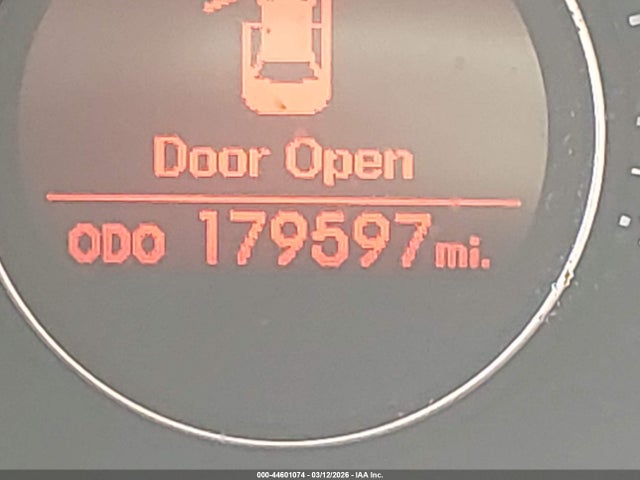 Door Open
ODO 179597 mi.
000-44601074 - 03/12/2026 - IAA Inc.